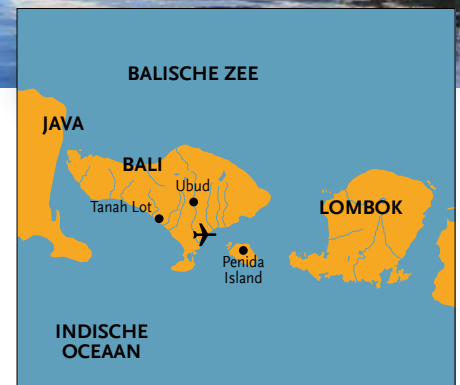 BALISCHE ZEE
JAVA
BALI
Ubud
Tanah Lot
LOMBOK
Penida
Island
INDISCHE
OCEAAN